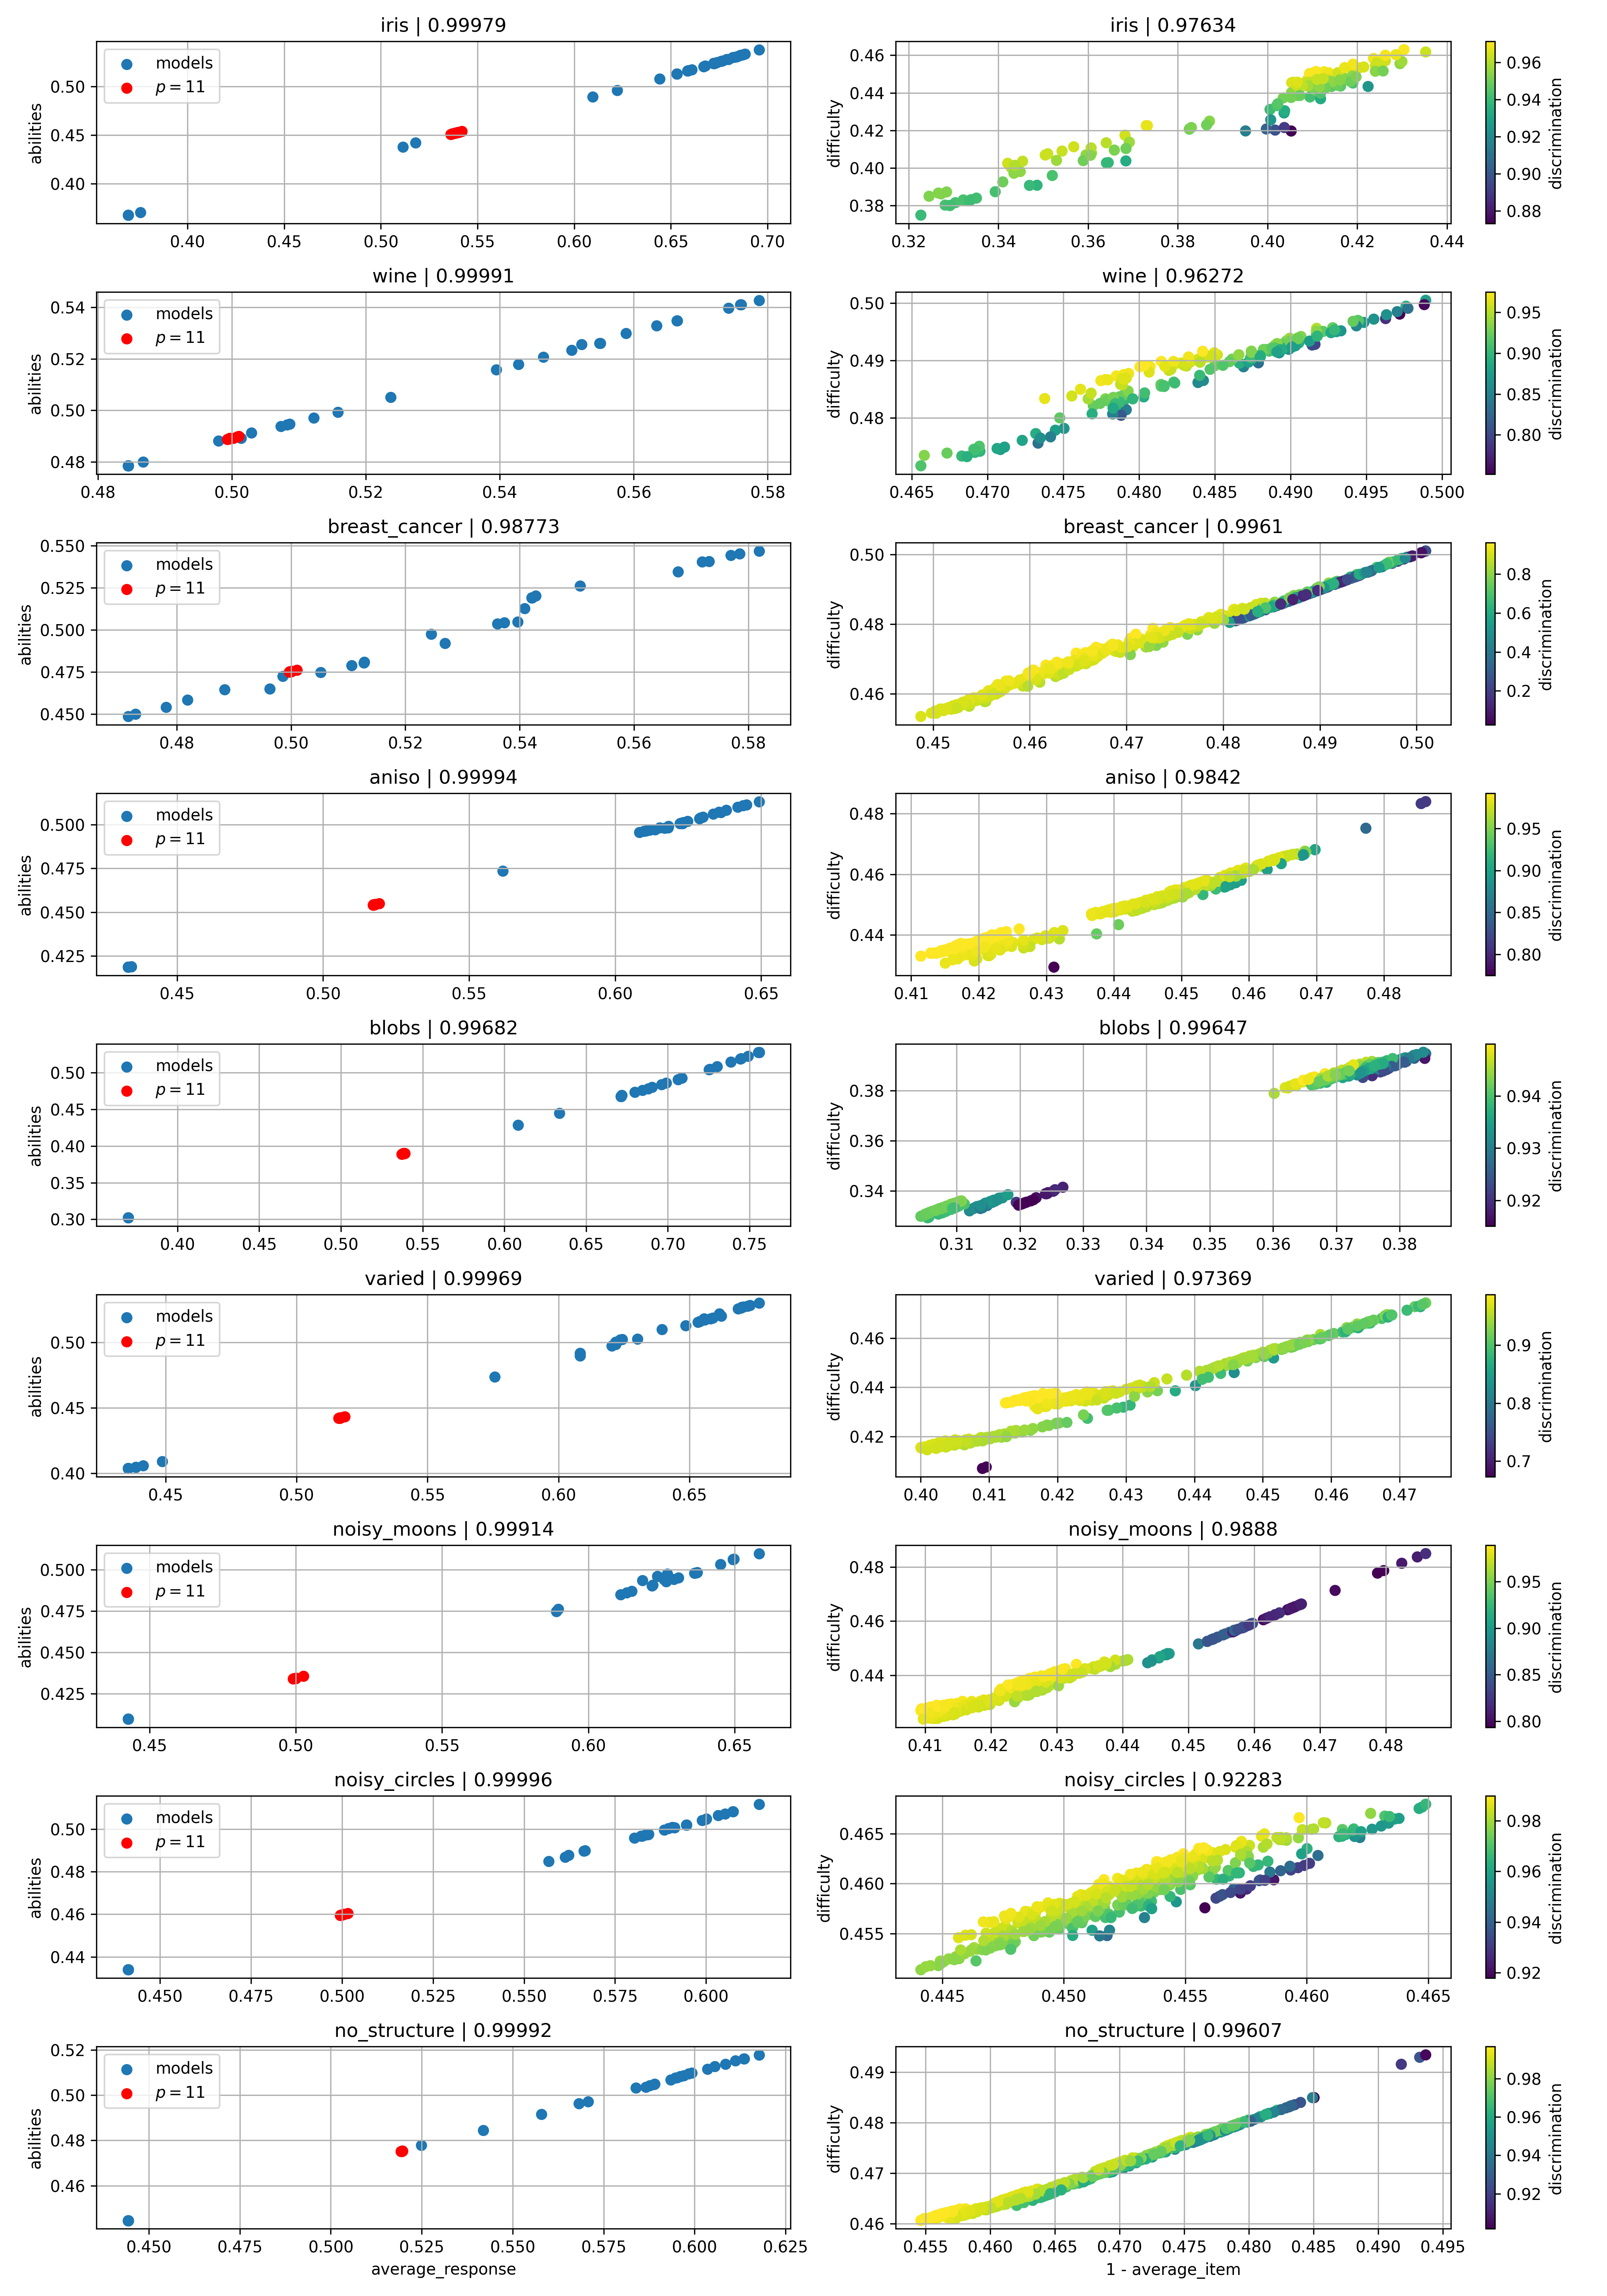 iris | 0.99979
abilities
0.50
0.45
0.40
models
p = 11
0.40 0.45 0.50 0.55 0.60 0.65 0.70
iris | 0.97634
difficulty
0.46
0.44
0.42
0.40
0.38
0.32 0.34 0.36 0.38 0.40 0.42 0.44
0.96
0.94
0.92
0.90
0.88
discrimination
wine | 0.99991
abilities
0.54
0.52
0.50
0.48
models
p = 11
0.48 0.50 0.52 0.54 0.56 0.58
wine | 0.96272
difficulty
0.50
0.49
0.48
0.465 0.470 0.475 0.480 0.485 0.490 0.495 0.500
0.95
0.90
0.85
0.80
discrimination
breast_cancer | 0.98773
abilities
0.550
0.525
0.500
0.475
0.450
models
p = 11
0.48 0.50 0.52 0.54 0.56 0.58
breast_cancer | 0.9961
difficulty
0.50
0.48
0.46
0.45 0.46 0.47 0.48 0.49 0.50
0.8
0.6
0.4
0.2
discrimination
aniso | 0.99994
abilities
0.500
0.475
0.450
0.425
models
p = 11
0.45 0.50 0.55 0.60 0.65
aniso | 0.9842
difficulty
0.48
0.46
0.44
0.41 0.42 0.43 0.44 0.45 0.46 0.47 0.48
0.95
0.90
0.85
0.80
discrimination
blobs | 0.99682
abilities
0.50
0.45
0.40
0.35
0.30
models
p = 11
0.40 0.45 0.50 0.55 0.60 0.65 0.70 0.75
blobs | 0.99647
difficulty
0.38
0.36
0.34
0.31 0.32 0.33 0.34 0.35 0.36 0.37 0.38
0.94
0.93
0.92
discrimination
varied | 0.99969
abilities
0.50
0.45
0.40
models
p = 11
0.45 0.50 0.55 0.60 0.65
varied | 0.97369
difficulty
0.46
0.44
0.42
0.40 0.41 0.42 0.43 0.44 0.45 0.46 0.47
0.9
0.8
0.7
discrimination
noisy_moons | 0.99914
abilities
0.500
0.475
0.450
0.425
models
p = 11
0.45 0.50 0.55 0.60 0.65
noisy_moons | 0.9888
difficulty
0.48
0.46
0.44
0.41 0.42 0.43 0.44 0.45 0.46 0.47 0.48
0.95
0.90
0.85
0.80
discrimination
noisy_circles | 0.99996
abilities
0.50
0.48
0.46
0.44
models
p = 11
0.450 0.475 0.500 0.525 0.550 0.575 0.600
noisy_circles | 0.92283
difficulty
0.465
0.460
0.455
0.445 0.450 0.455 0.460 0.465
0.98
0.96
0.94
0.92
discrimination
no_structure | 0.99992
abilities
0.52
0.50
0.48
0.46
models
p = 11
0.450 0.475 0.500 0.525 0.550 0.575 0.600 0.625
average_response
no_structure | 0.99607
difficulty
0.49
0.48
0.47
0.46
0.455 0.460 0.465 0.470 0.475 0.480 0.485 0.490 0.495
1 - average_item
0.98
0.96
0.94
0.92
discrimination